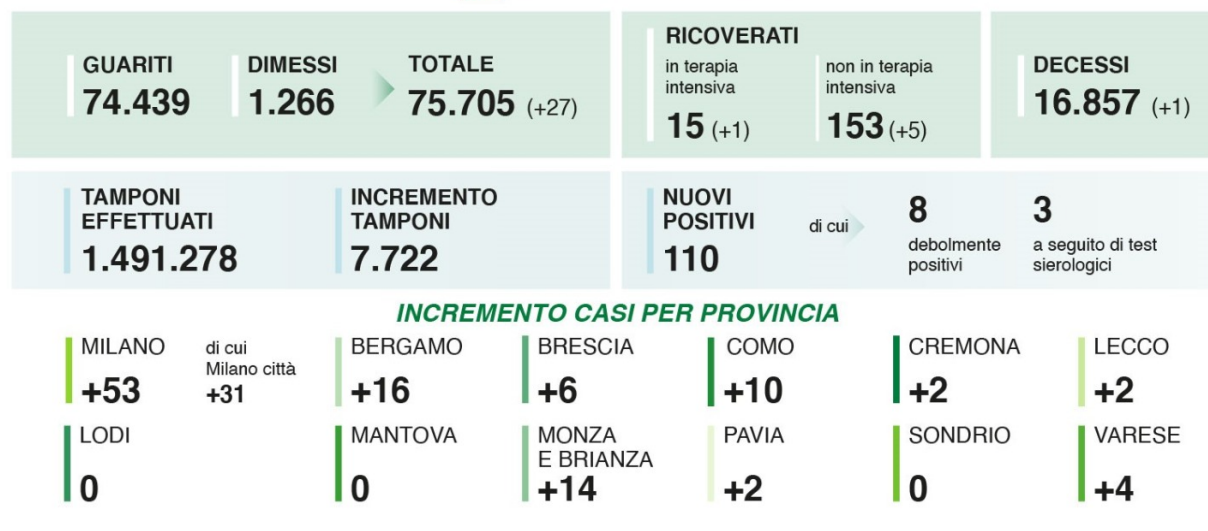 GUARITI
74.439
DIMESSI
1.266
TOTALE
75.705 (+27)
RICOVERATI
in terapia
intensiva
15 (+1)
non in terapia
intensiva
153 (+5)
DECESSI
16.857 (+1)
TAMPONI
EFFETTUATI
1.491.278
INCREMENTO
TAMPONI
7.722
NUOVI
POSITIVI
110
di cui
8
debolmente
positivi
3
a seguito di test
sierologici
INCREMENTO CASI PER PROVINCIA
MILANO
+53
di cui
Milano città
+31
BERGAMO
+16
BRESCIA
+6
COMO
+10
CREMONA
+2
LECCO
+2
LODI
0
MANTOVA
0
MONZA
E BRIANZA
+14
PAVIA
+2
SONDRIO
0
VARESE
+4